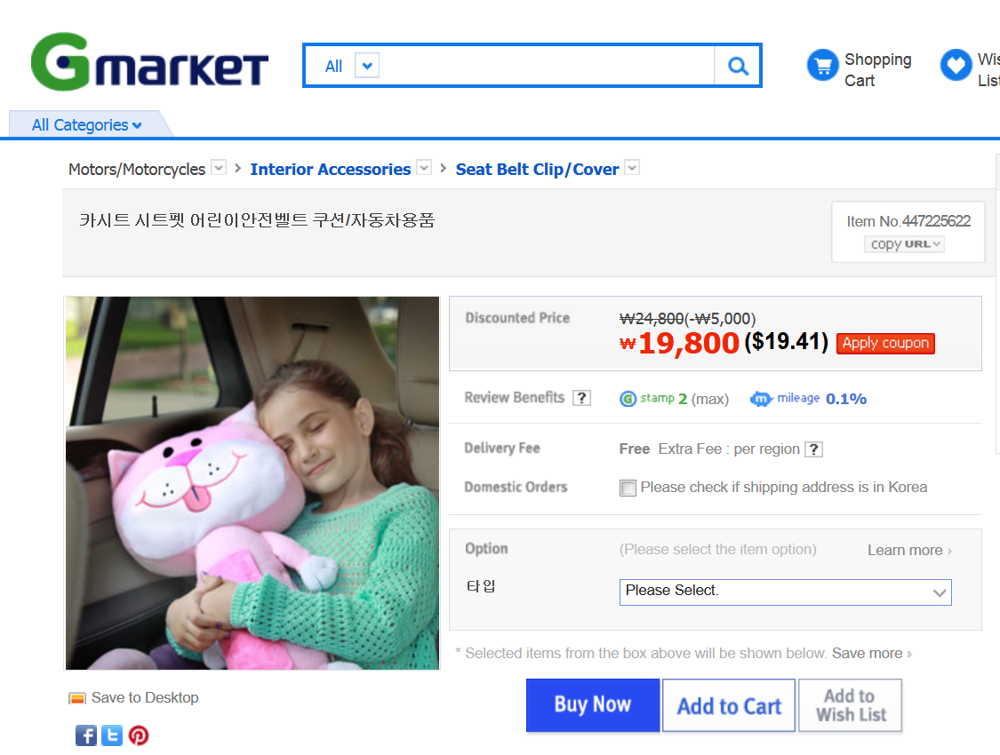 Gmarket
All
Shopping Cart
Wis
List
All Categories
Motors/Motorcycles > Interior Accessories > Seat Belt Clip/Cover
카시트 시트펫 어린이안전벨트 쿠션/자동차용품
Item No.447225622
copy URL
Discounted Price
₩24,800(-₩5,000)
₩19,800 ($19.41) Apply coupon
Review Benefits ? G stamp 2 (max) m mileage 0.1%
Delivery Fee Free Extra Fee : per region ?
Domestic Orders Please check if shipping address is in Korea
Option (Please select the item option) Learn more ›
타입 Please Select.
* Selected items from the box above will be shown below. Save more ›
Save to Desktop
Buy Now
Add to Cart
Add to
Wish List